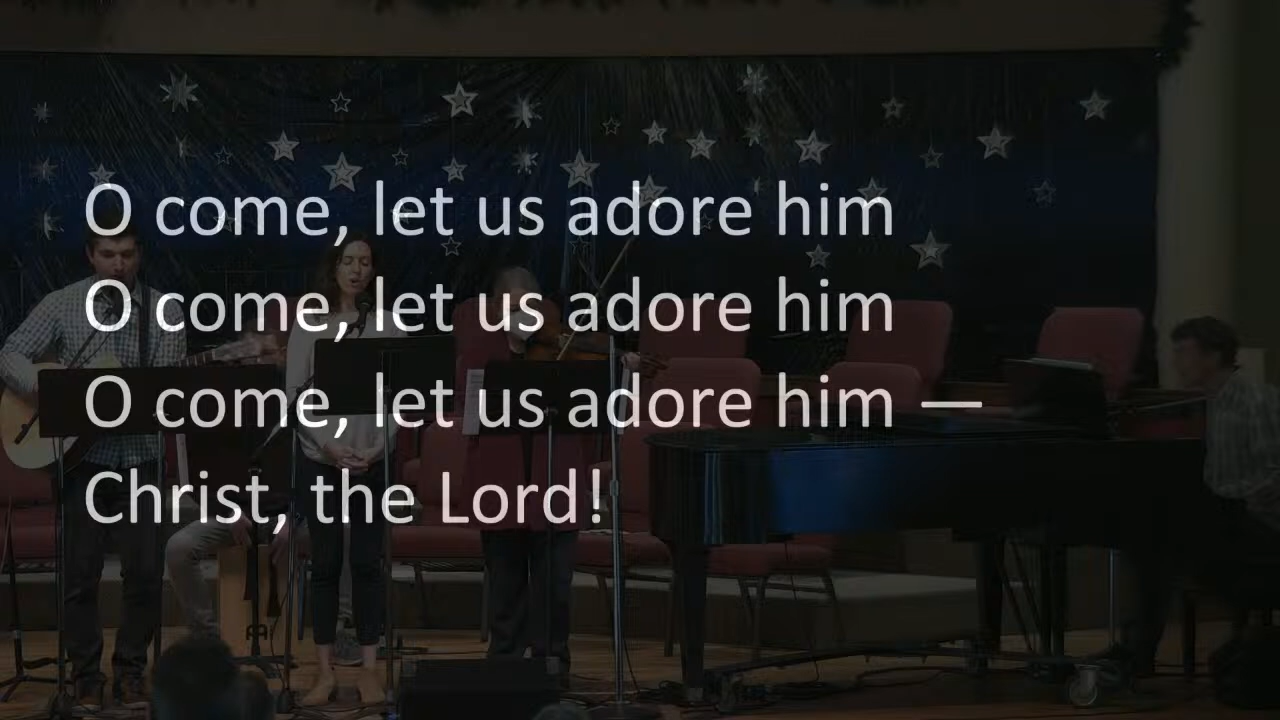 O come, let us adore him
O come, let us adore him
O come, let us adore him —
Christ, the Lord!